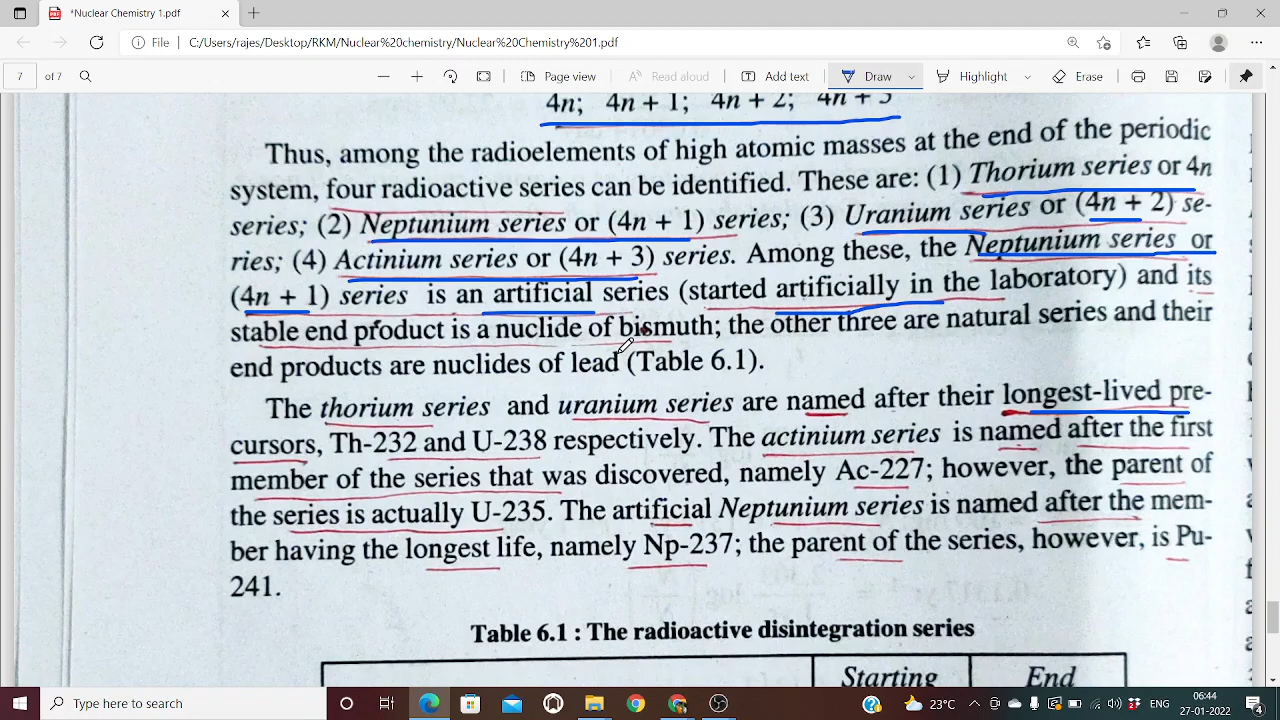 *Nuclear Chemistry 1.pdf
File
C:/Users/rajes/Desktop/RKM/Nuclear%20chemistry/Nuclear%20Chemistry%201.pdf
7 of 7
Page view
Read aloud
Add text
Draw
Highlight
Erase
4n; 4n + 1; 4n + 2; 4n + 3
Thus, among the radioelements of high atomic masses at the end of the periodic
system, four radioactive series can be identified. These are: (1) Thorium series or 4n
series; (2) Neptunium series or (4n + 1) series; (3) Uranium series or (4n + 2) se-
ries; (4) Actinium series or (4n + 3) series. Among these, the Neptunium series or
(4n + 1) series is an artificial series (started artificially in the laboratory) and its
stable end product is a nuclide of bismuth; the other three are natural series and their
end products are nuclides of lead (Table 6.1).
The thorium series and uranium series are named after their longest-lived pre-
cursors, Th-232 and U-238 respectively. The actinium series is named after the first
member of the series that was discovered, namely Ac-227; however, the parent of
the series is actually U-235. The artificial Neptunium series is named after the mem-
ber having the longest life, namely Np-237; the parent of the series, however, is Pu-
241.
Table 6.1 : The radioactive disintegration series
Starting End
Type here to search
23°C
ENG
06:44
27-01-2022
4